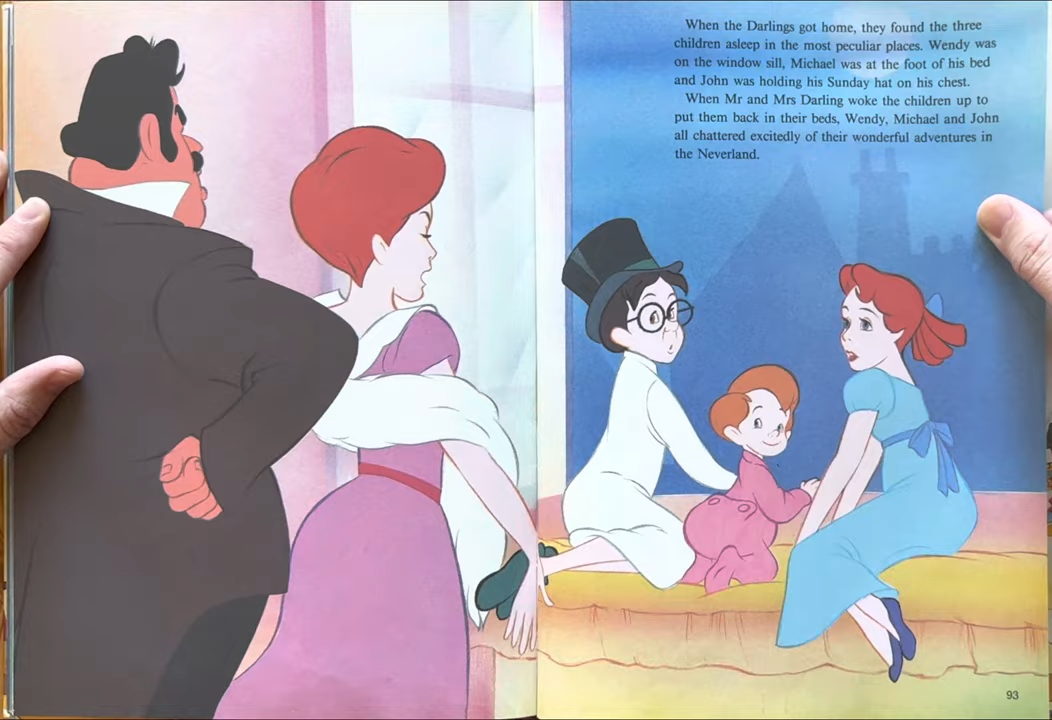 When the Darlings got home, they found the three
children asleep in the most peculiar places. Wendy was
on the window sill, Michael was at the foot of his bed
and John was holding his Sunday hat on his chest.
When Mr and Mrs Darling woke the children up to
put them back in their beds, Wendy, Michael and John
all chattered excitedly of their wonderful adventures in
the Neverland.
93